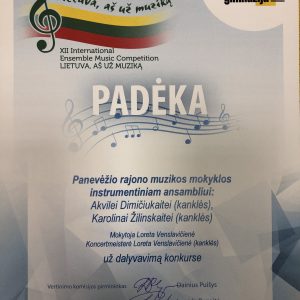 Lietuva, aš už muziką
gimnazija
XII International
Ensemble Music Competition
LIETUVA, AŠ UŽ MUZIKĄ
PADĖKA
Panevėžio rajono muzikos mokyklos
instrumentiniam ansambliui:
Akvilei Dimičiukaitei (kanklės),
Karolinai Žilinskaitei (kanklės)
Mokytoja Loreta Venslavičienė
Koncertmeisterė Loreta Venslavičienė (kanklės)
už dalyvavimą konkurse
Vertinimo komisijos pirmininkas
Dainius Pulšys